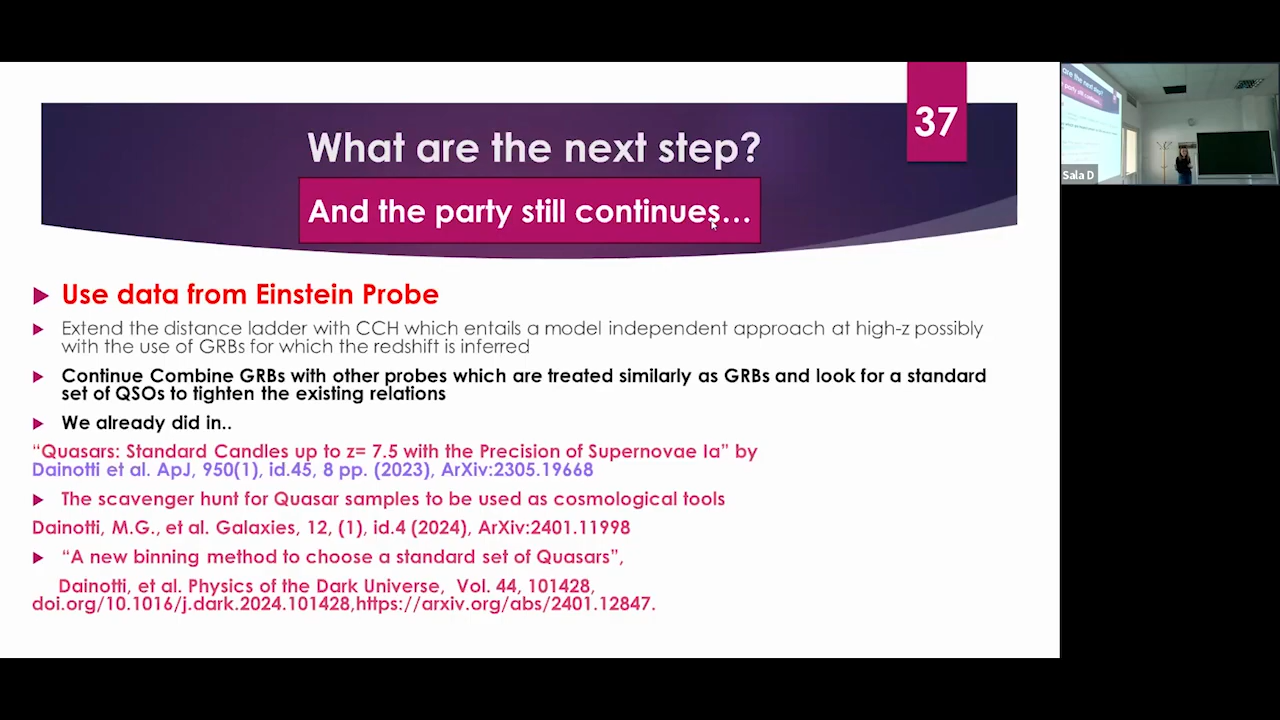 37
What are the next step?
And the party still continues...
Use data from Einstein Probe
Extend the distance ladder with CCH which entails a model independent approach at high-z possibly
with the use of GRBs for which the redshift is inferred
Continue Combine GRBs with other probes which are treated similarly as GRBs and look for a standard
set of QSOs to tighten the existing relations
We already did in..
“Quasars: Standard Candles up to z= 7.5 with the Precision of Supernovae Ia” by
Dainotti et al. ApJ, 950(1), id.45, 8 pp. (2023), ArXiv:2305.19668
The scavenger hunt for Quasar samples to be used as cosmological tools
Dainotti, M.G., et al. Galaxies, 12, (1), id.4 (2024), ArXiv:2401.11998
“A new binning method to choose a standard set of Quasars”,
Dainotti, et al. Physics of the Dark Universe, Vol. 44, 101428,
doi.org/10.1016/j.dark.2024.101428,https://arxiv.org/abs/2401.12847.
are the next step?
party still continues...
Sala D